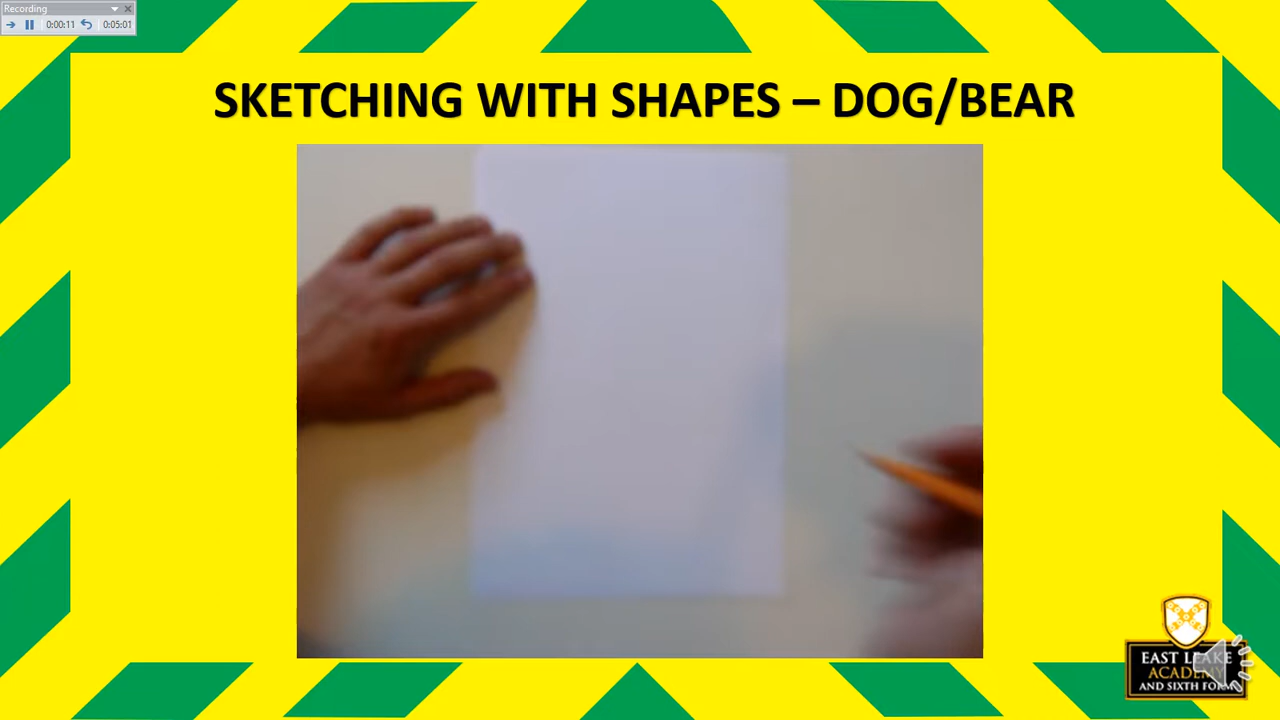 Recording
0:00:11 0:05:01
SKETCHING WITH SHAPES – DOG/BEAR
EAST LEAKE
ACADEMY
AND SIXTH FORM